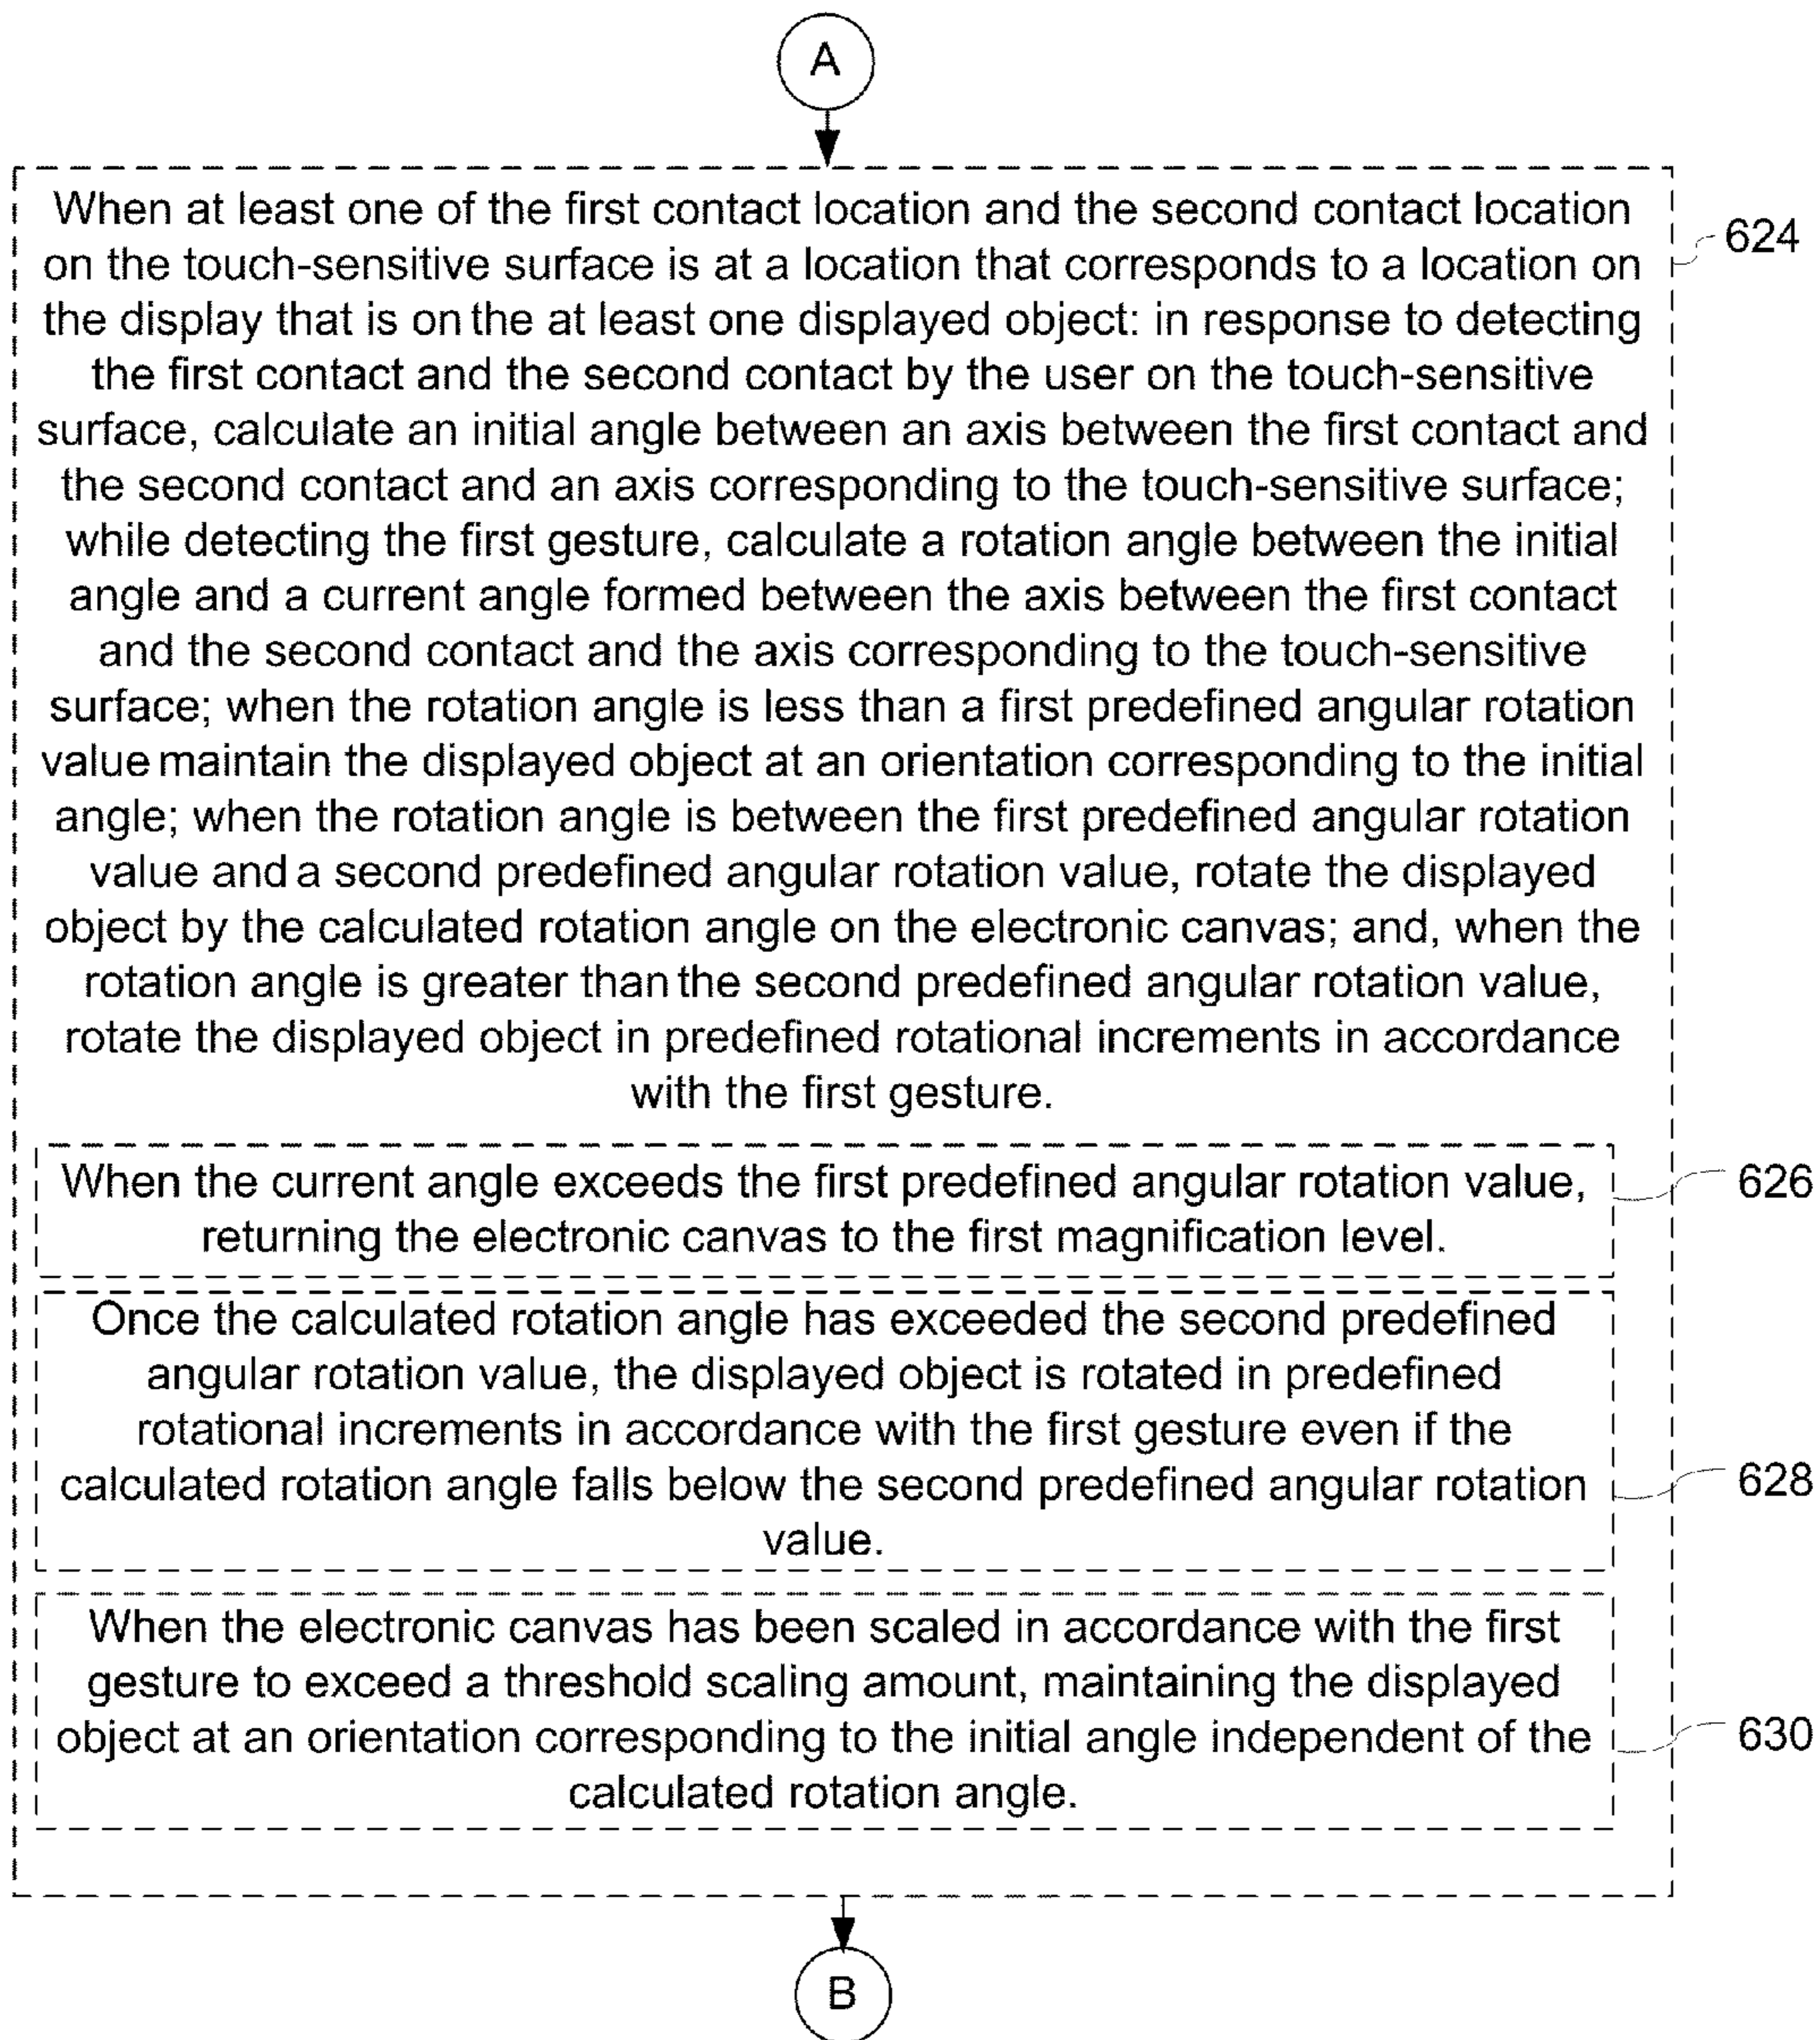 A
When at least one of the first contact location and the second contact location
on the touch-sensitive surface is at a location that corresponds to a location on
the display that is on the at least one displayed object: in response to detecting
the first contact and the second contact by the user on the touch-sensitive
surface, calculate an initial angle between an axis between the first contact and
the second contact and an axis corresponding to the touch-sensitive surface;
while detecting the first gesture, calculate a rotation angle between the initial
angle and a current angle formed between the axis between the first contact
and the second contact and the axis corresponding to the touch-sensitive
surface; when the rotation angle is less than a first predefined angular rotation
value maintain the displayed object at an orientation corresponding to the initial
angle; when the rotation angle is between the first predefined angular rotation
value and a second predefined angular rotation value, rotate the displayed
object by the calculated rotation angle on the electronic canvas; and, when the
rotation angle is greater than the second predefined angular rotation value,
rotate the displayed object in predefined rotational increments in accordance
with the first gesture.
624
When the current angle exceeds the first predefined angular rotation value,
returning the electronic canvas to the first magnification level.
626
Once the calculated rotation angle has exceeded the second predefined
angular rotation value, the displayed object is rotated in predefined
rotational increments in accordance with the first gesture even if the
calculated rotation angle falls below the second predefined angular rotation
value.
628
When the electronic canvas has been scaled in accordance with the first
gesture to exceed a threshold scaling amount, maintaining the displayed
object at an orientation corresponding to the initial angle independent of the
calculated rotation angle.
630
B